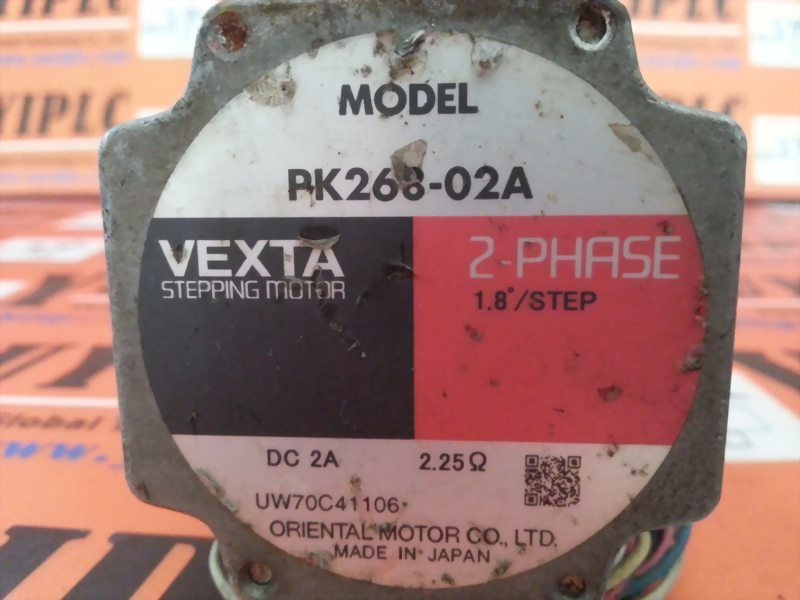 MODEL
PK268-02A
VEXTA
STEPPING MOTOR
2-PHASE
1.8°/STEP
DC 2A
2.25Ω
UW70C41106
ORIENTAL MOTOR CO., LTD.
MADE IN JAPAN